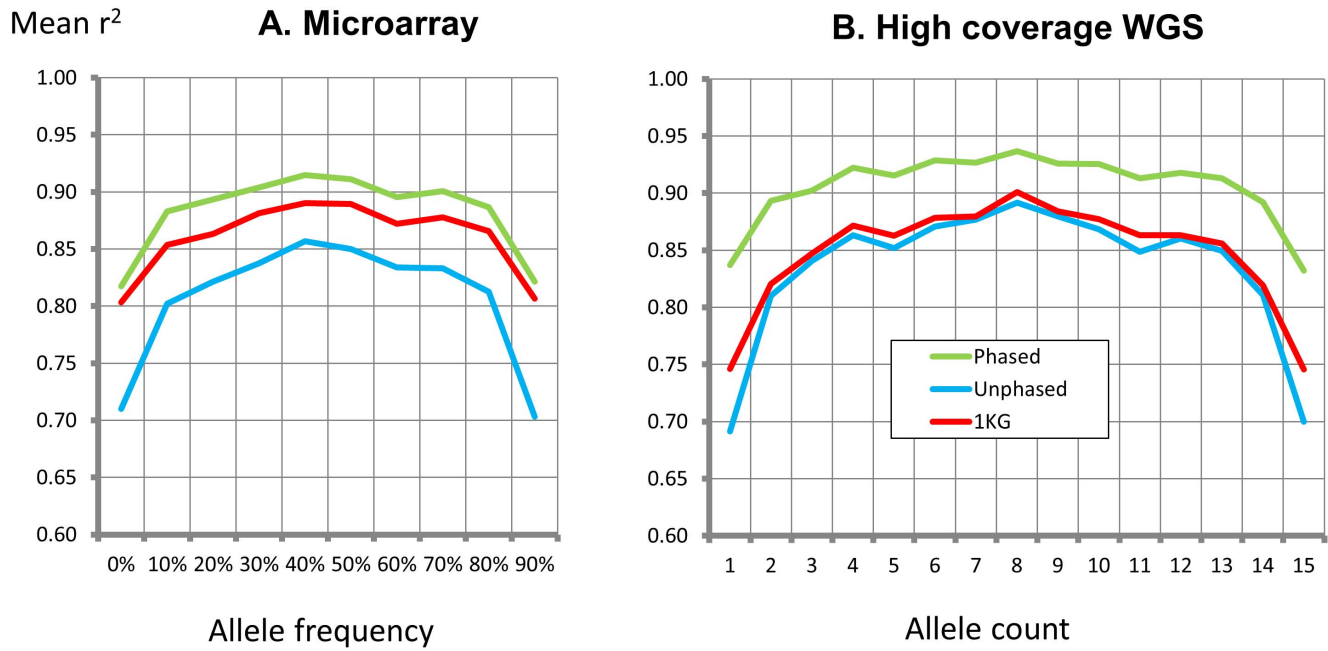 Mean r²
A. Microarray
1.00
0.95
0.90
0.85
0.80
0.75
0.70
0.65
0.60
0% 10% 20% 30% 40% 50% 60% 70% 80% 90%
Allele frequency
B. High coverage WGS
1.00
0.95
0.90
0.85
0.80
0.75
0.70
0.65
0.60
Phased
Unphased
1KG
1 2 3 4 5 6 7 8 9 10 11 12 13 14 15
Allele count